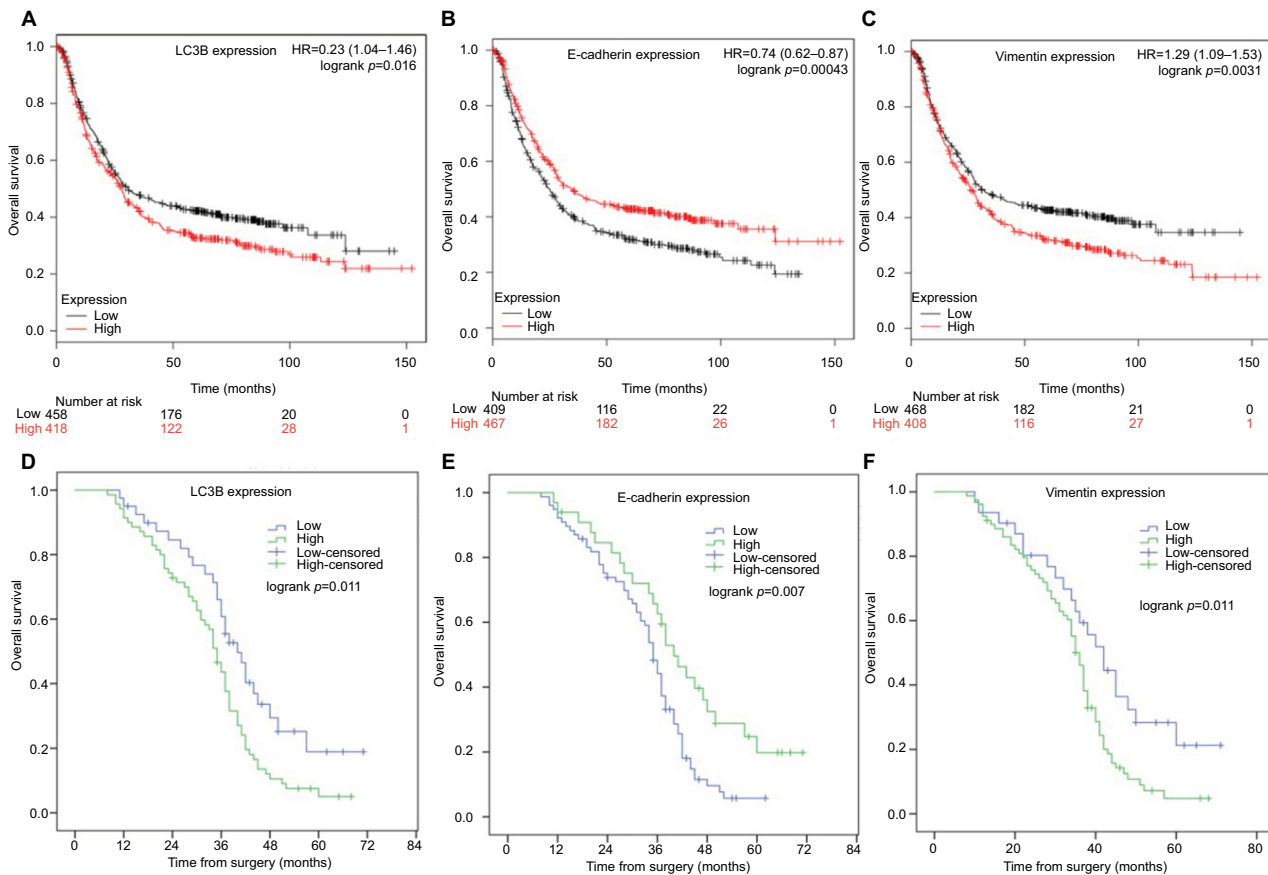 A
LC3B expression
HR=0.23 (1.04–1.46)
logrank p=0.016
Overall survival
1.0
0.8
0.6
0.4
0.2
0.0
Expression
Low
High
0 50 100 150
Time (months)
Number at risk
Low 458 176 20 0
High 418 122 28 1
B
E-cadherin expression
HR=0.74 (0.62–0.87)
logrank p=0.00043
Overall survival
1.0
0.8
0.6
0.4
0.2
0.0
Expression
Low
High
0 50 100 150
Time (months)
Number at risk
Low 409 116 22 0
High 467 182 26 1
C
Vimentin expression
HR=1.29 (1.09–1.53)
logrank p=0.0031
Overall survival
1.0
0.8
0.6
0.4
0.2
0.0
Expression
Low
High
0 50 100 150
Time (months)
Number at risk
Low 468 182 21 0
High 408 116 27 1
D
LC3B expression
Low
High
Low-censored
High-censored
logrank p=0.011
Overall survival
1.0
0.8
0.6
0.4
0.2
0.0
0 12 24 36 48 60 72 84
Time from surgery (months)
E
E-cadherin expression
Low
High
Low-censored
High-censored
logrank p=0.007
Overall survival
1.0
0.8
0.6
0.4
0.2
0.0
0 12 24 36 48 60 72 84
Time from surgery (months)
F
Vimentin expression
Low
High
Low-censored
High-censored
logrank p=0.011
Overall survival
1.0
0.8
0.6
0.4
0.2
0.0
0 20 40 60 80
Time from surgery (months)